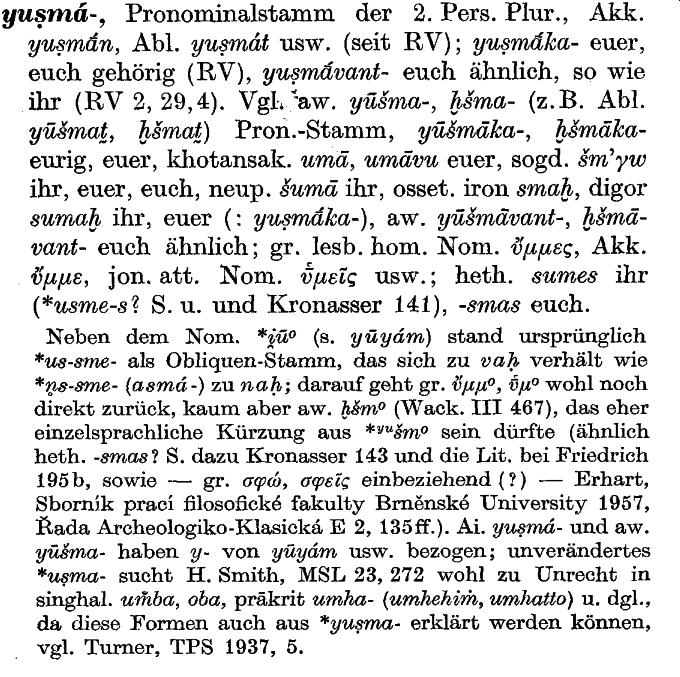 yuṣmá-, Pronominalstamm der 2. Pers. Plur., Akk.
yuṣmā́n, Abl. yuṣmát usw. (seit RV); yuṣmā́ka- euer,
euch gehörig (RV), yuṣmā́vant- euch ähnlich, so wie
ihr (RV 2, 29,4). Vgl. aw. yūšma-, ḫšma- (z.B. Abl.
yūšmat̰, ḫšmat̰) Pron.-Stamm, yūšmāka-, ḫšmāka-
eurig, euer, khotansak. umā, umāvu euer, sogd. šm’γw
ihr, euer, euch, neup. šumā ihr, osset. iron smaḫ, digor
sumaḫ ihr, euer (: yuṣmā́ka-), aw. yūšmāvant-, ḫšmā-
vant- euch ähnlich; gr. lesb. hom. Nom. ὔμμες, Akk.
ὔμμε, jon. att. Nom. ὑ̄μεῖς usw.; heth. sumes ihr
(*usme-s? S. u. und Kronasser 141), -smas euch.
Neben dem Nom. *i̯ūº (s. yūyám) stand ursprünglich
*us-sme- als Obliquen-Stamm, das sich zu vaḥ verhält wie
*n̥s-sme- (asmá-) zu naḥ; darauf geht gr. ὔμμº, ὑ̄μº wohl noch
direkt zurück, kaum aber aw. ḫšmº (Wack. III 467), das eher
einzelsprachliche Kürzung aus *ʸᵘšmº sein dürfte (ähnlich
heth. -smas? S. dazu Kronasser 143 und die Lit. bei Friedrich
195b, sowie — gr. σφώ, σφεῖς einbeziehend (?) — Erhart,
Sborník prací filosofické fakulty Brněnské University 1957,
Řada Archeologiko-Klasická E 2, 135ff.). Ai. yuṣmá- und aw.
yūšma- haben y- von yūyám usw. bezogen; unverändertes
*uṣma- sucht H. Smith, MSL 23, 272 wohl zu Unrecht in
singhal. um̆ba, oba, prākrit umha- (umhehiṁ, umhatto) u. dgl.,
da diese Formen auch aus *yuṣma- erklärt werden können,
vgl. Turner, TPS 1937, 5.